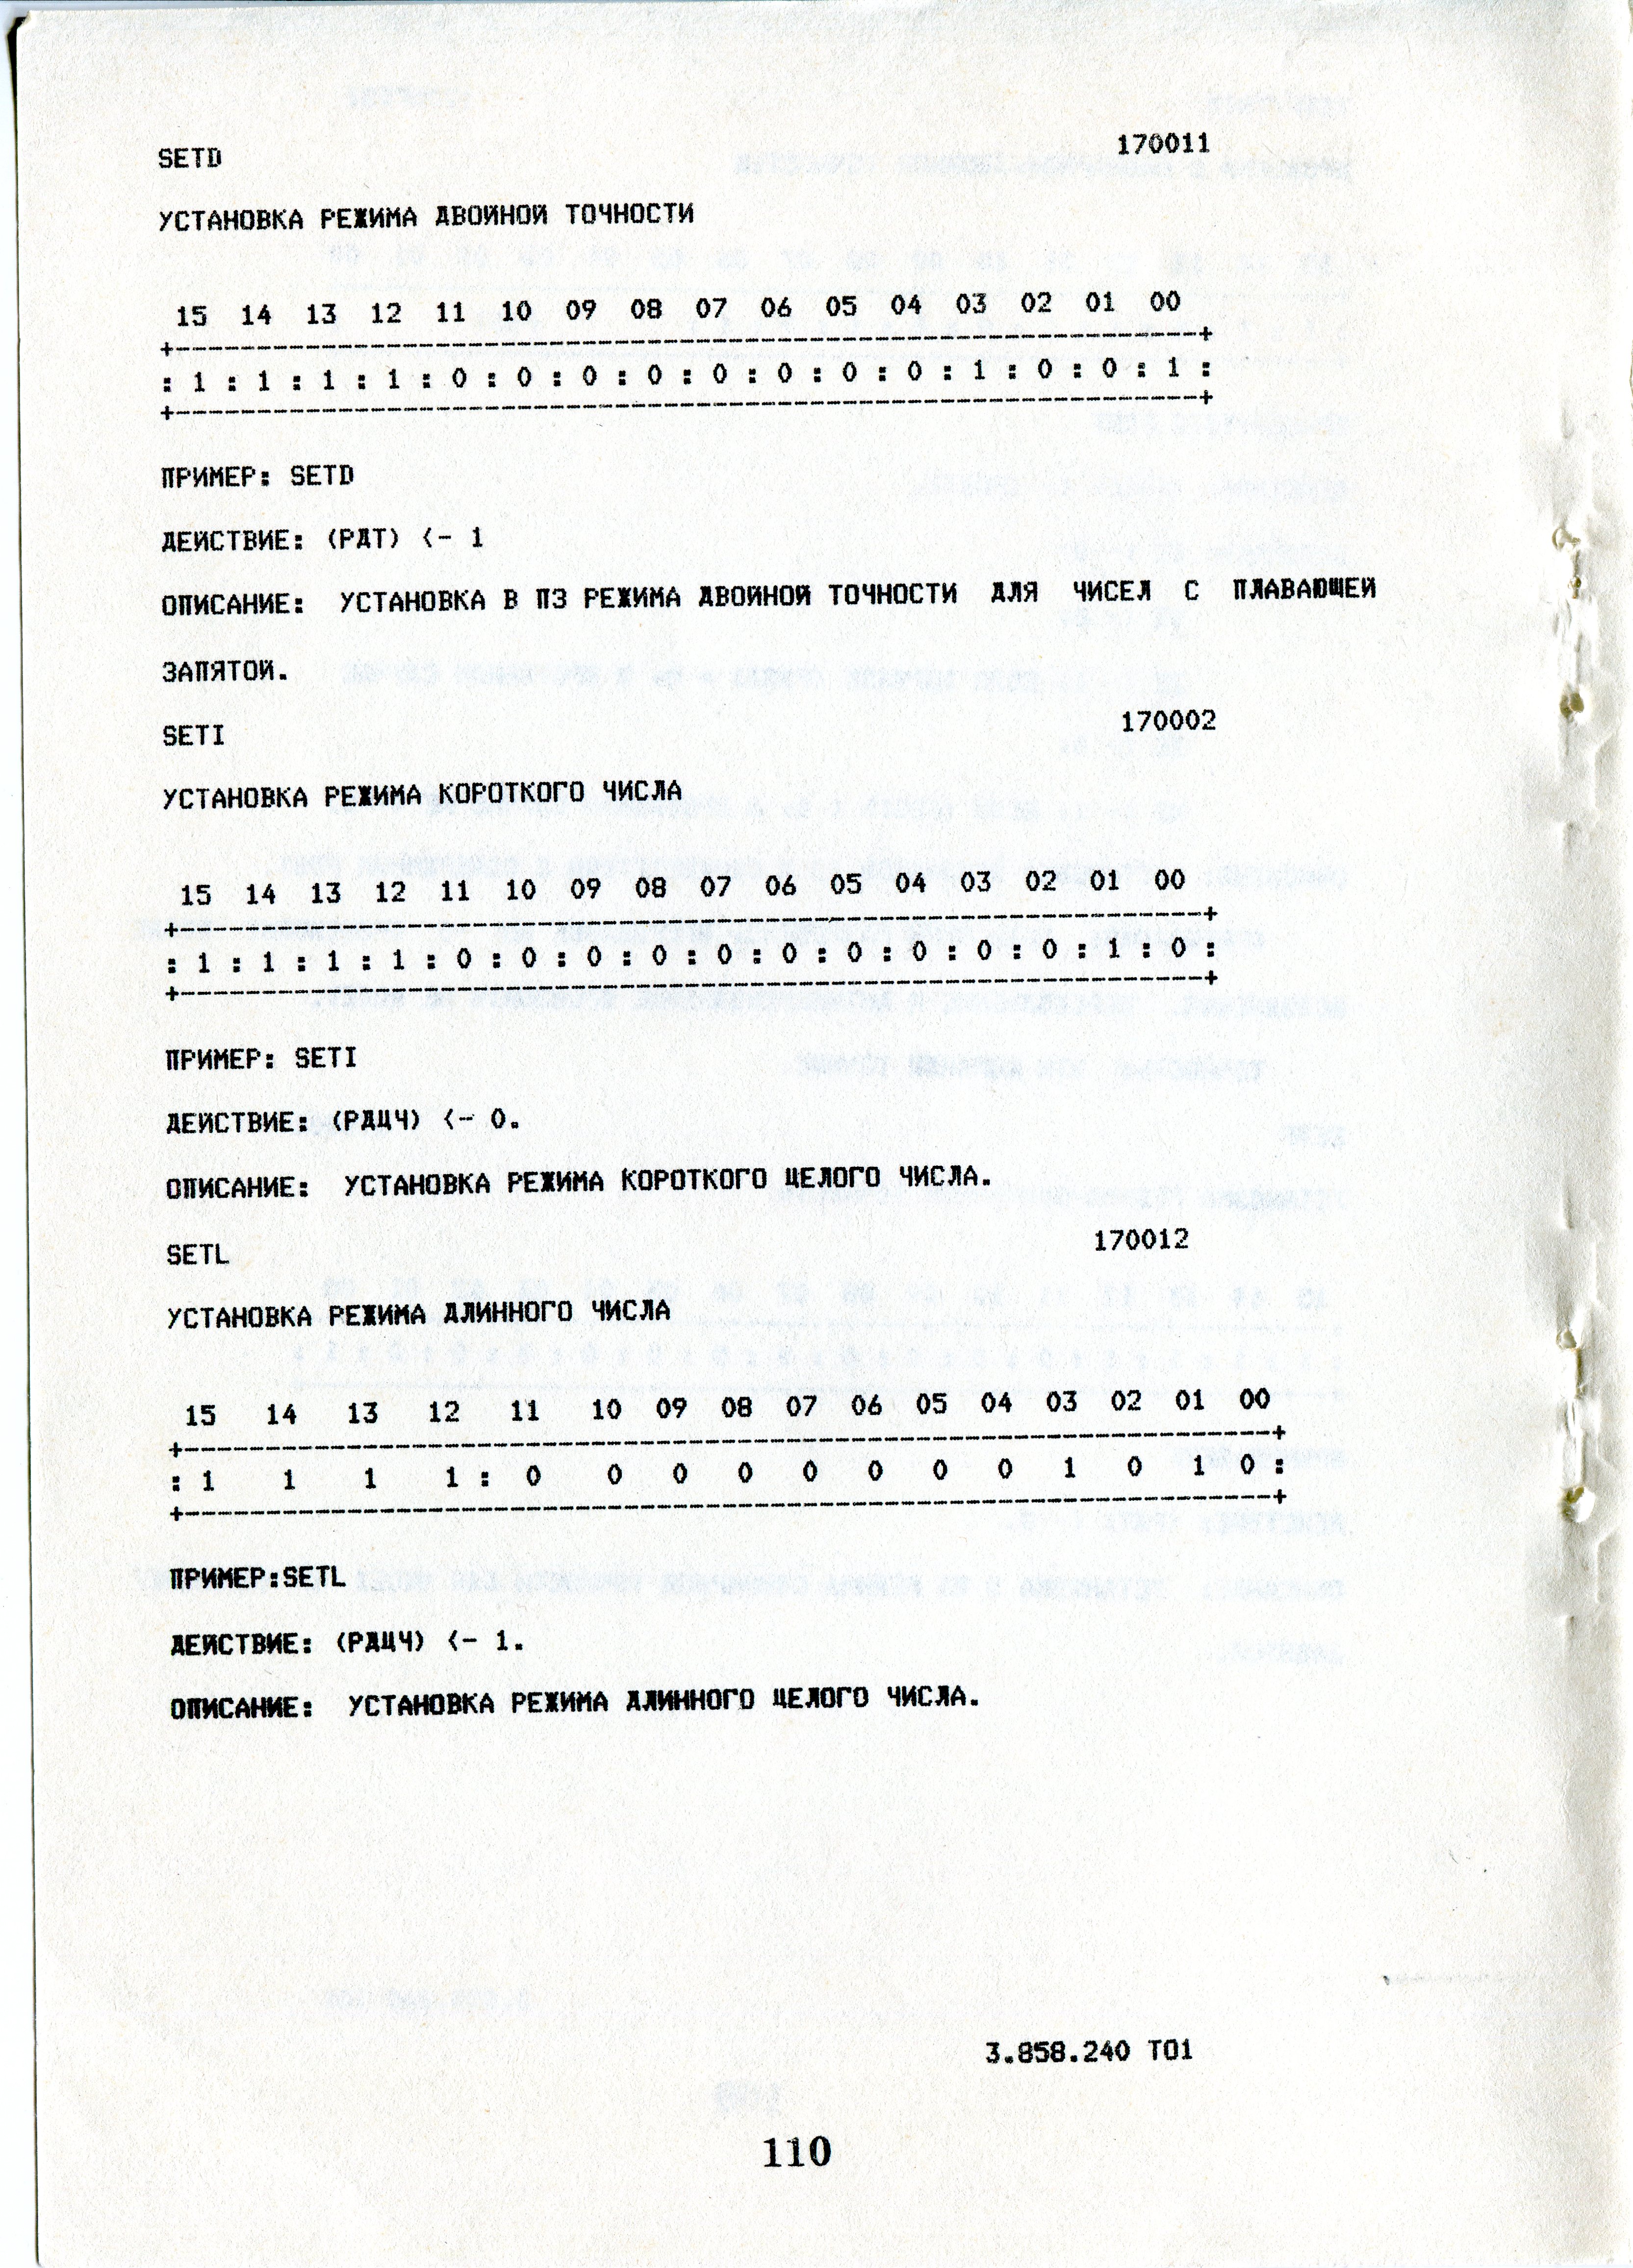 SETD 170011
УСТАНОВКА РЕЖИМА ДВОЙНОЙ ТОЧНОСТИ
15 14 13 12 11 10 09 08 07 06 05 04 03 02 01 00
+---------------------------------------------------------------+
: 1 : 1 : 1 : 1 : 0 : 0 : 0 : 0 : 0 : 0 : 0 : 0 : 1 : 0 : 0 : 1 :
+---------------------------------------------------------------+
ПРИМЕР: SETD
ДЕЙСТВИЕ: (РДТ) <- 1
ОПИСАНИЕ: УСТАНОВКА В ПЗ РЕЖИМА ДВОЙНОЙ ТОЧНОСТИ ДЛЯ ЧИСЕЛ С ПЛАВАЮЩЕЙ
ЗАПЯТОЙ.
SETI 170002
УСТАНОВКА РЕЖИМА КОРОТКОГО ЧИСЛА
15 14 13 12 11 10 09 08 07 06 05 04 03 02 01 00
+---------------------------------------------------------------+
: 1 : 1 : 1 : 1 : 0 : 0 : 0 : 0 : 0 : 0 : 0 : 0 : 0 : 0 : 1 : 0 :
+---------------------------------------------------------------+
ПРИМЕР: SETI
ДЕЙСТВИЕ: (РДЦЧ) <- 0.
ОПИСАНИЕ: УСТАНОВКА РЕЖИМА КОРОТКОГО ЦЕЛОГО ЧИСЛА.
SETL 170012
УСТАНОВКА РЕЖИМА ДЛИННОГО ЧИСЛА
15 14 13 12 11 10 09 08 07 06 05 04 03 02 01 00
+-------------------------------------------------------------------+
: 1 1 1 1 : 0 0 0 0 0 0 0 0 1 0 1 0 :
+-------------------------------------------------------------------+
ПРИМЕР:SETL
ДЕЙСТВИЕ: (РДЦЧ) <- 1.
ОПИСАНИЕ: УСТАНОВКА РЕЖИМА ДЛИННОГО ЦЕЛОГО ЧИСЛА.
3.858.240 ТО1
110